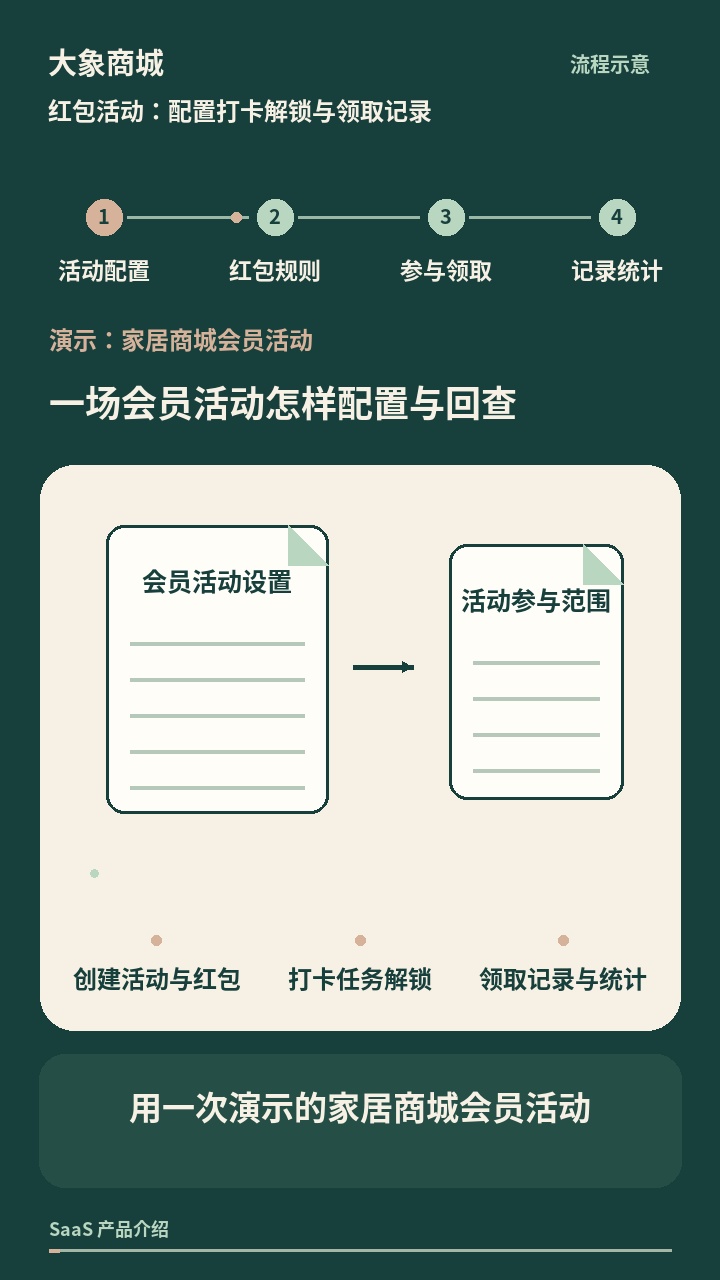 大象商城
流程示意
红包活动：配置打卡解锁与领取记录
1
2
3
4
活动配置
红包规则
参与领取
记录统计
演示：家居商城会员活动
一场会员活动怎样配置与回查
会员活动设置
活动参与范围
创建活动与红包
打卡任务解锁
领取记录与统计
用一次演示的家居商城会员活动
SaaS 产品介绍